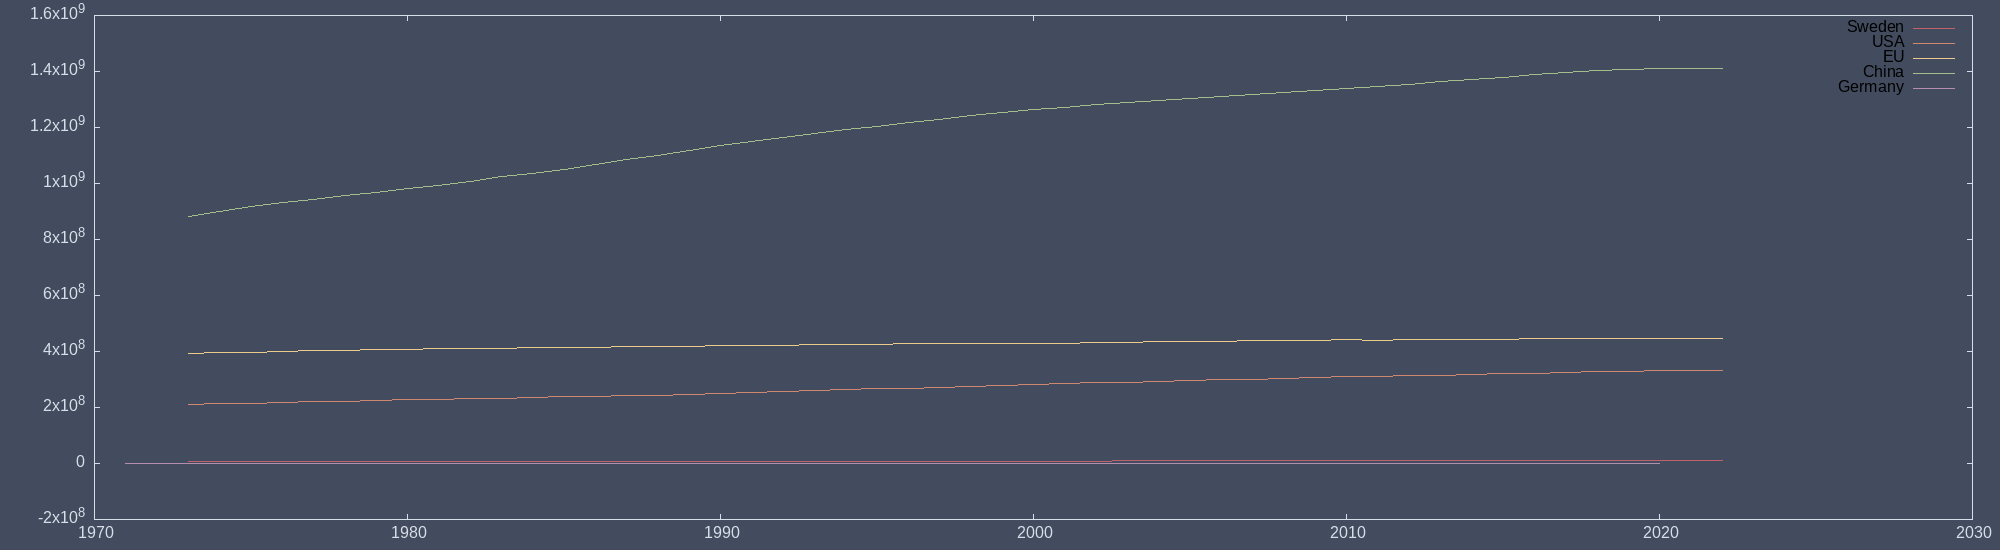 1.6x10⁹
1.4x10⁹
1.2x10⁹
1x10⁹
8x10⁸
6x10⁸
4x10⁸
2x10⁸
0
-2x10⁸
1970 1980 1990 2000 2010 2020 2030
Sweden
USA
EU
China
Germany